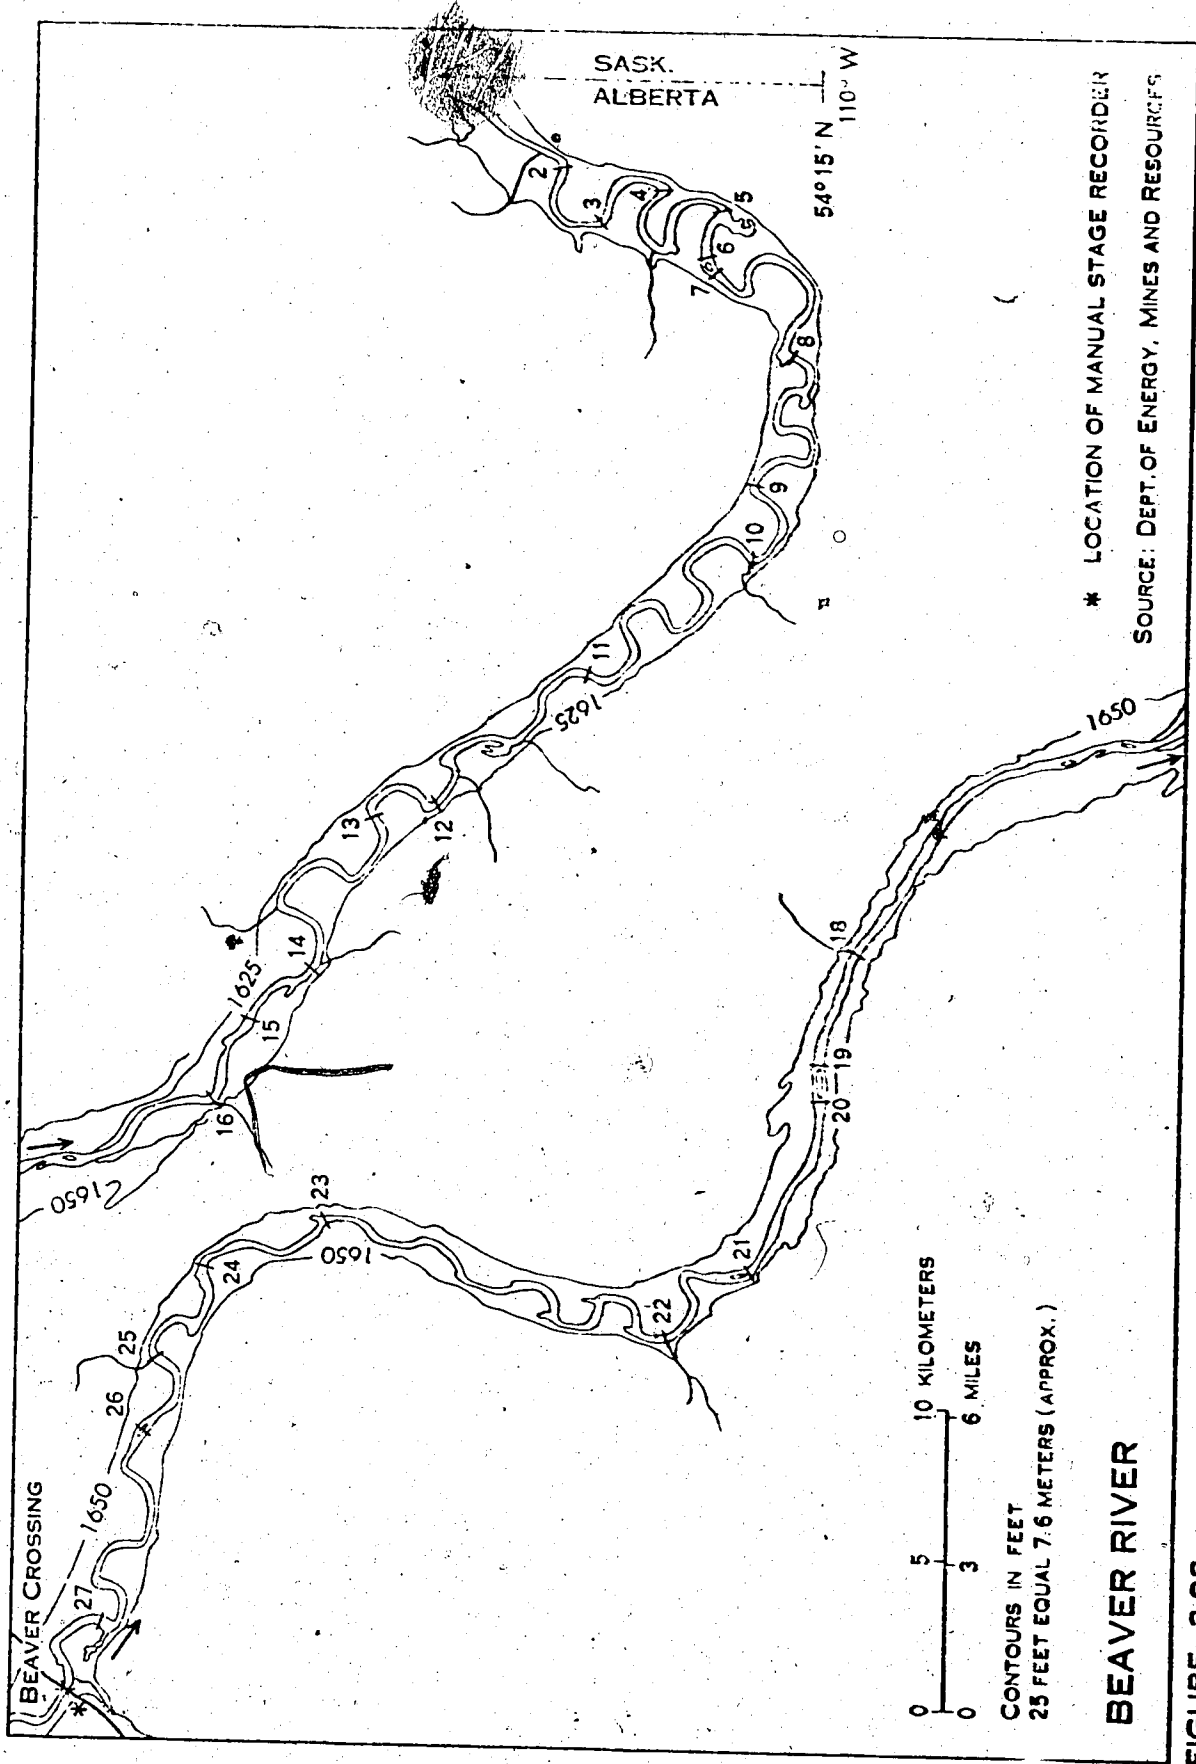 BEAVER CROSSING
27
1650
26
25
24
23
1650
22
21
20
19
18
1650
1650
16
15
1625
14
13
12
1625
11
10
9
8
7
6
5
4
3
2
SASK.
ALBERTA
54° 15' N
110° W
0 5 10 KILOMETERS
0 3 6 MILES
CONTOURS IN FEET
25 FEET EQUAL 7.6 METERS (APPROX.)
* LOCATION OF MANUAL STAGE RECORDER
SOURCE: DEPT. OF ENERGY, MINES AND RESOURCES
BEAVER RIVER
FIGURE